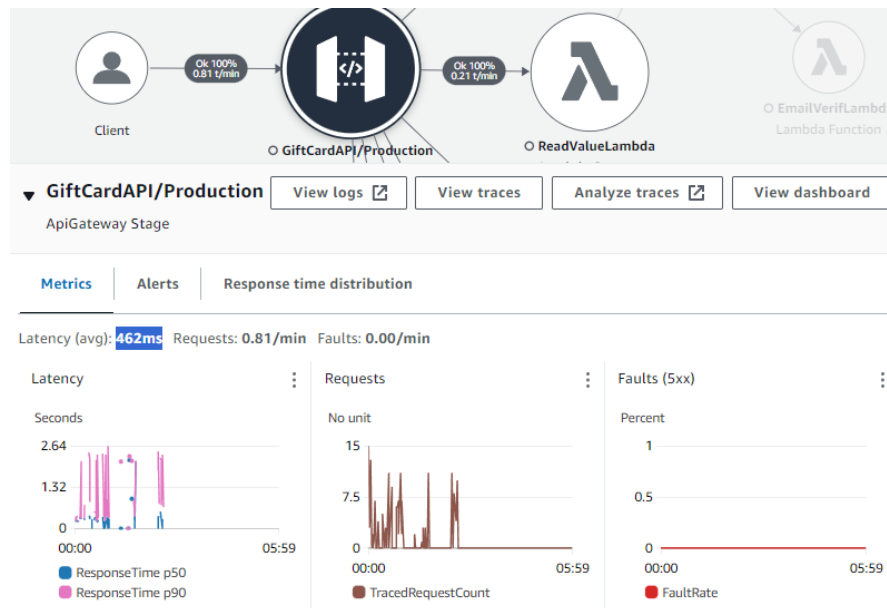 Ok 100%
0.81 t/min
Ok 100%
0.21 t/min
</>
Client
GiftCardAPI/Production
ReadValueLambda
EmailVerifLambd
Lambda Function
GiftCardAPI/Production
View logs
View traces
Analyze traces
View dashboard
ApiGateway Stage
Metrics
Alerts
Response time distribution
Latency (avg): 462ms Requests: 0.81/min Faults: 0.00/min
Latency
Seconds
2.64
1.32
0
00:00
05:59
ResponseTime p50
ResponseTime p90
Requests
No unit
15
7.5
0
00:00
05:59
TracedRequestCount
Faults (5xx)
Percent
1
0.5
0
00:00
05:59
FaultRate